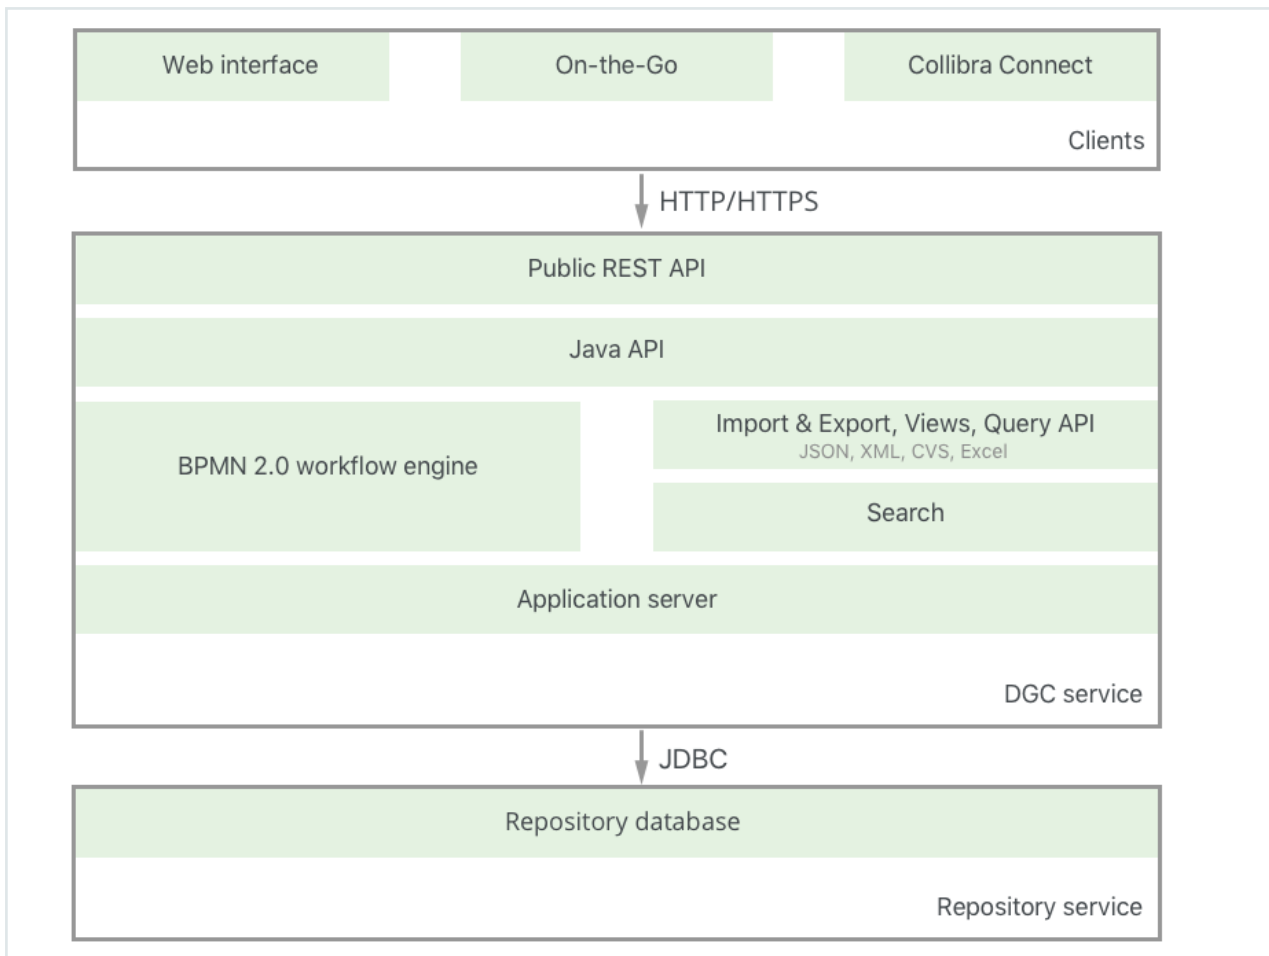 Web interface
On-the-Go
Collibra Connect
Clients
HTTP/HTTPS
Public REST API
Java API
BPMN 2.0 workflow engine
Import & Export, Views, Query API
JSON, XML, CVS, Excel
Search
Application server
DGC service
JDBC
Repository database
Repository service